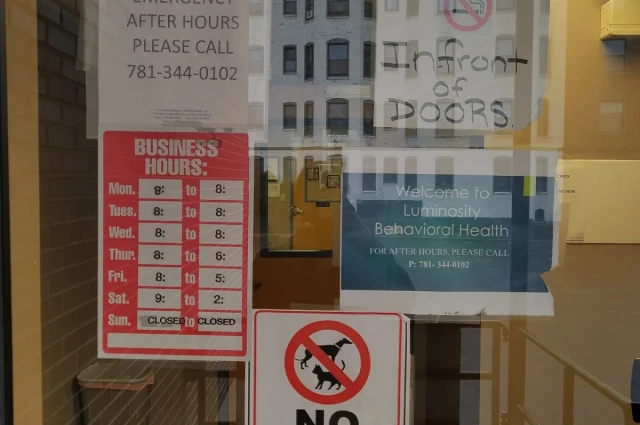 EMERGENCY
AFTER HOURS
PLEASE CALL
781-344-0102
Infront
of
DOORS.
BUSINESS
HOURS:
Mon. 8: to 8:
Tues. 8: to 8:
Wed. 8: to 8:
Thur. 8: to 6:
Fri. 8: to 5:
Sat. 9: to 2:
Sun. CLOSED to CLOSED
Welcome to
Luminosity
Behavioral Health
FOR AFTER HOURS, PLEASE CALL
P: 781- 344-0102
NO